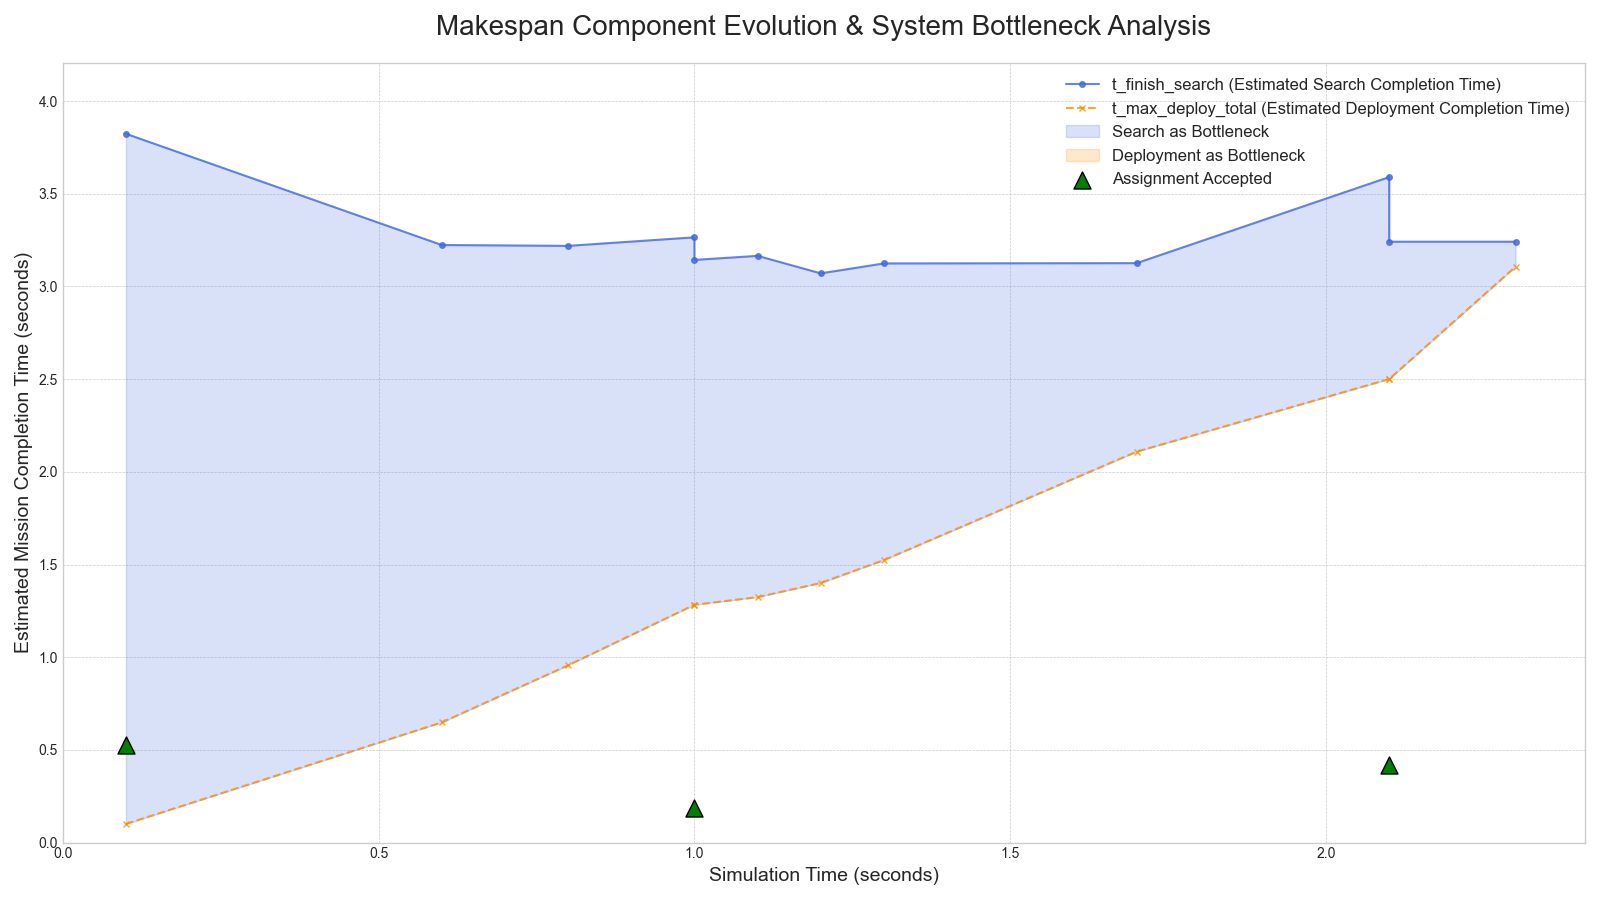 Makespan Component Evolution & System Bottleneck Analysis
t_finish_search (Estimated Search Completion Time)
t_max_deploy_total (Estimated Deployment Completion Time)
Search as Bottleneck
Deployment as Bottleneck
Assignment Accepted
Estimated Mission Completion Time (seconds)
4.0
3.5
3.0
2.5
2.0
1.5
1.0
0.5
0.0
0.0 0.5 1.0 1.5 2.0
Simulation Time (seconds)